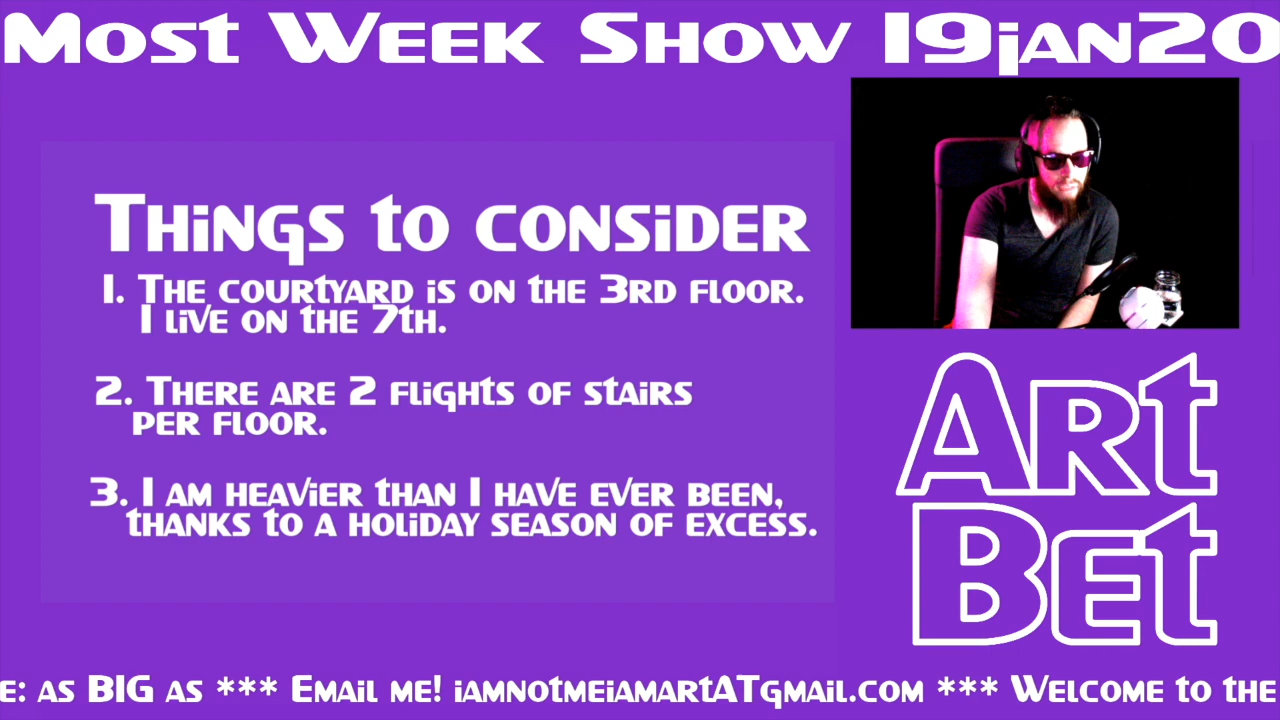 Most Week Show 19jan20
Things to consider
1. The courtyard is on the 3rd floor.
I live on the 7th.
2. There are 2 flights of stairs
per floor.
3. I am heavier than I have ever been,
thanks to a holiday season of excess.
Art
Bet
e: as BIG as *** Email me! iamnotmeiamartATgmail.com *** Welcome to the